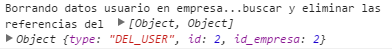 Borrando datos usuario en empresa...buscar y eliminar las
referencias del ▶ [Object, Object]
▶ Object {type: "DEL_USER", id: 2, id_empresa: 2}